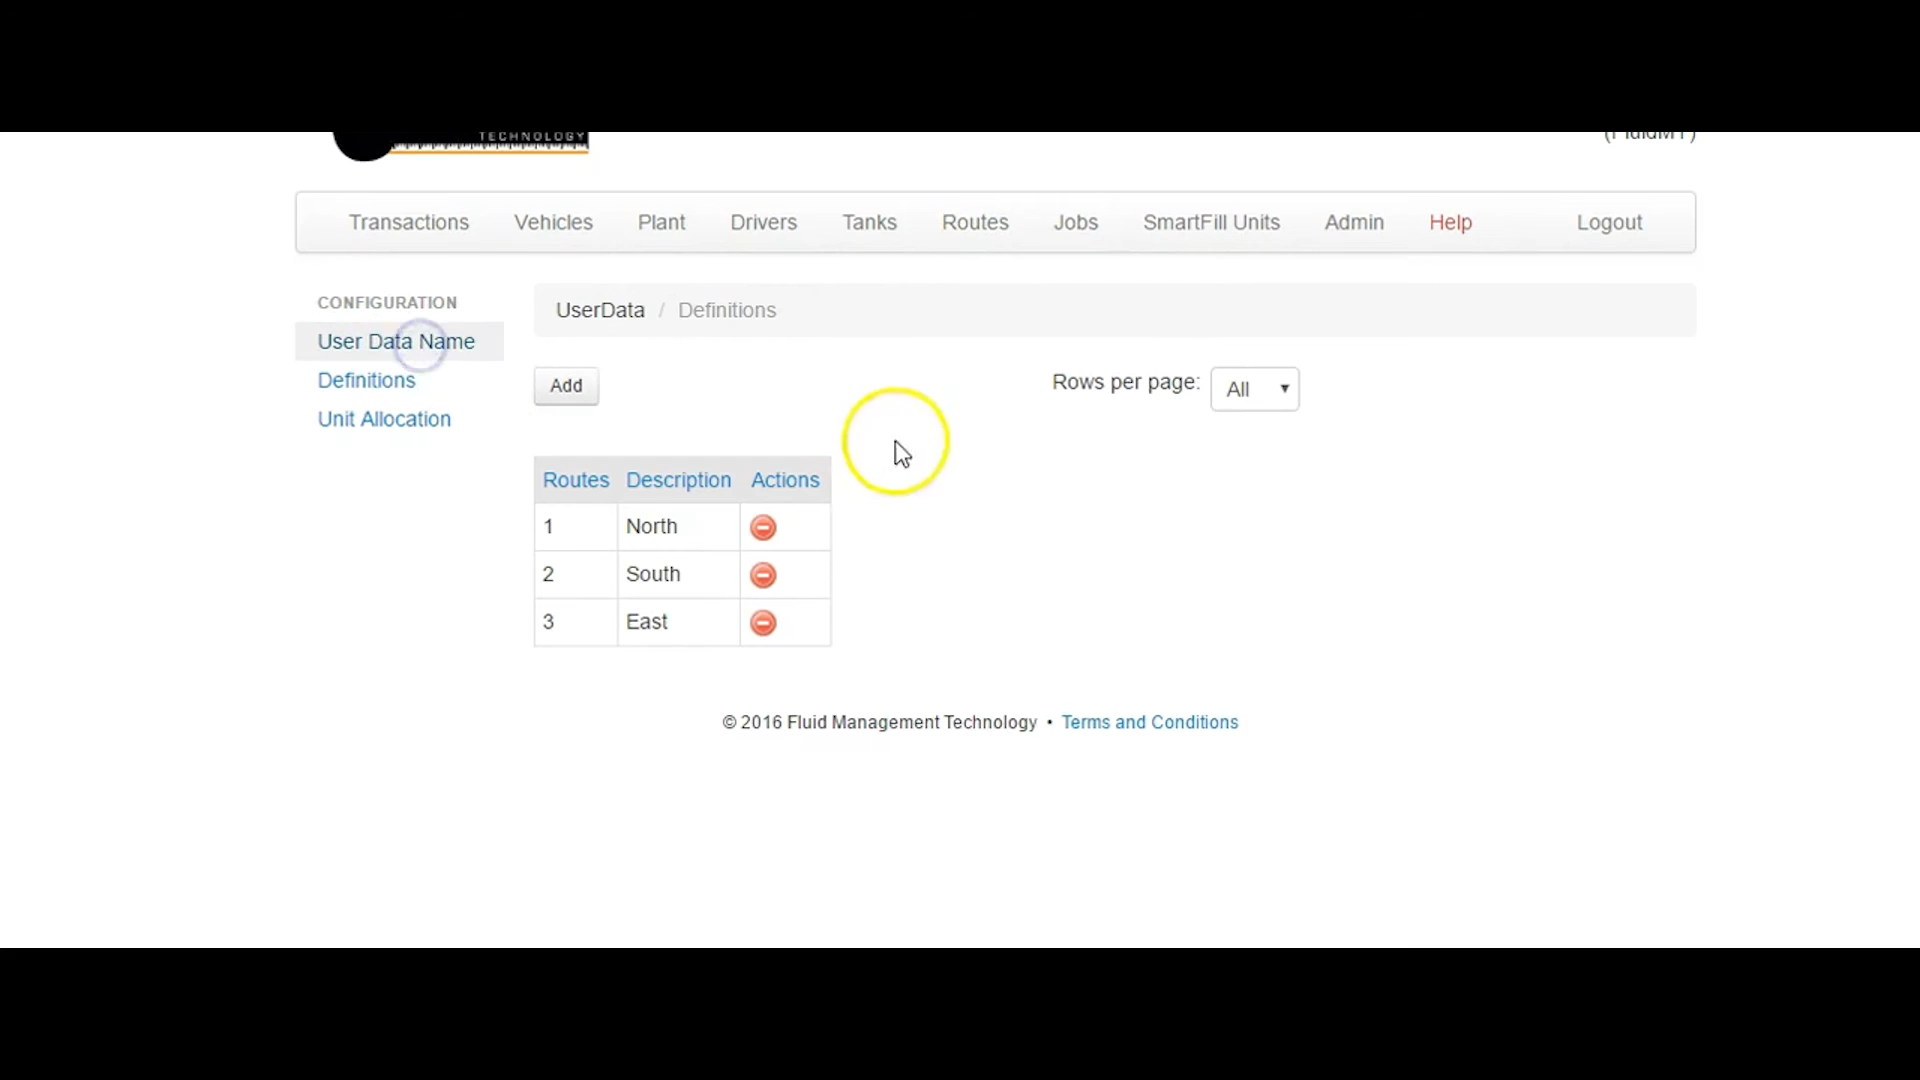 TECHNOLOGY
Transactions Vehicles Plant Drivers Tanks Routes Jobs SmartFill Units Admin Help Logout
CONFIGURATION
User Data Name
Definitions
Unit Allocation
UserData / Definitions
Add
Rows per page: All
Routes Description Actions
1 North
2 South
3 East
© 2016 Fluid Management Technology • Terms and Conditions